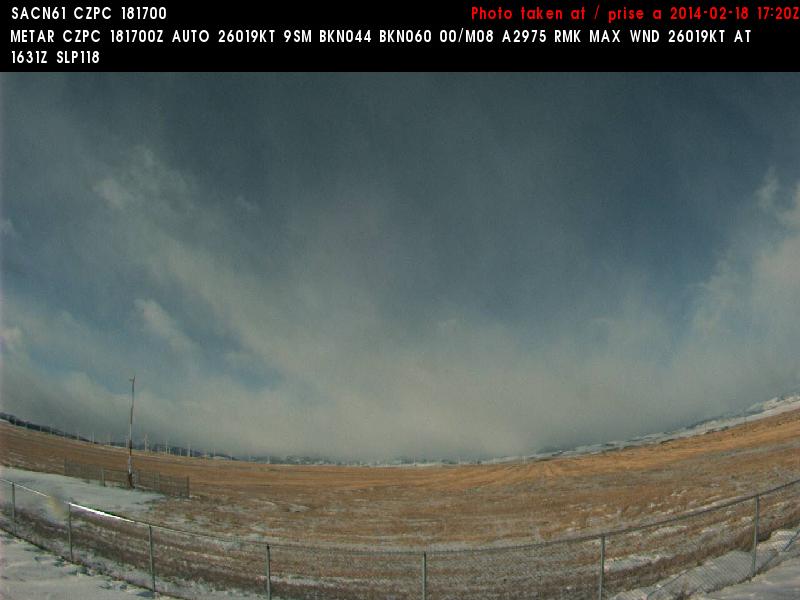 SACN61 CZPC 181700
Photo taken at / prise a 2014-02-18 17:20Z
METAR CZPC 181700Z AUTO 26019KT 9SM BKN044 BKN060 00/M08 A2975 RMK MAX WND 26019KT AT
1631Z SLP118